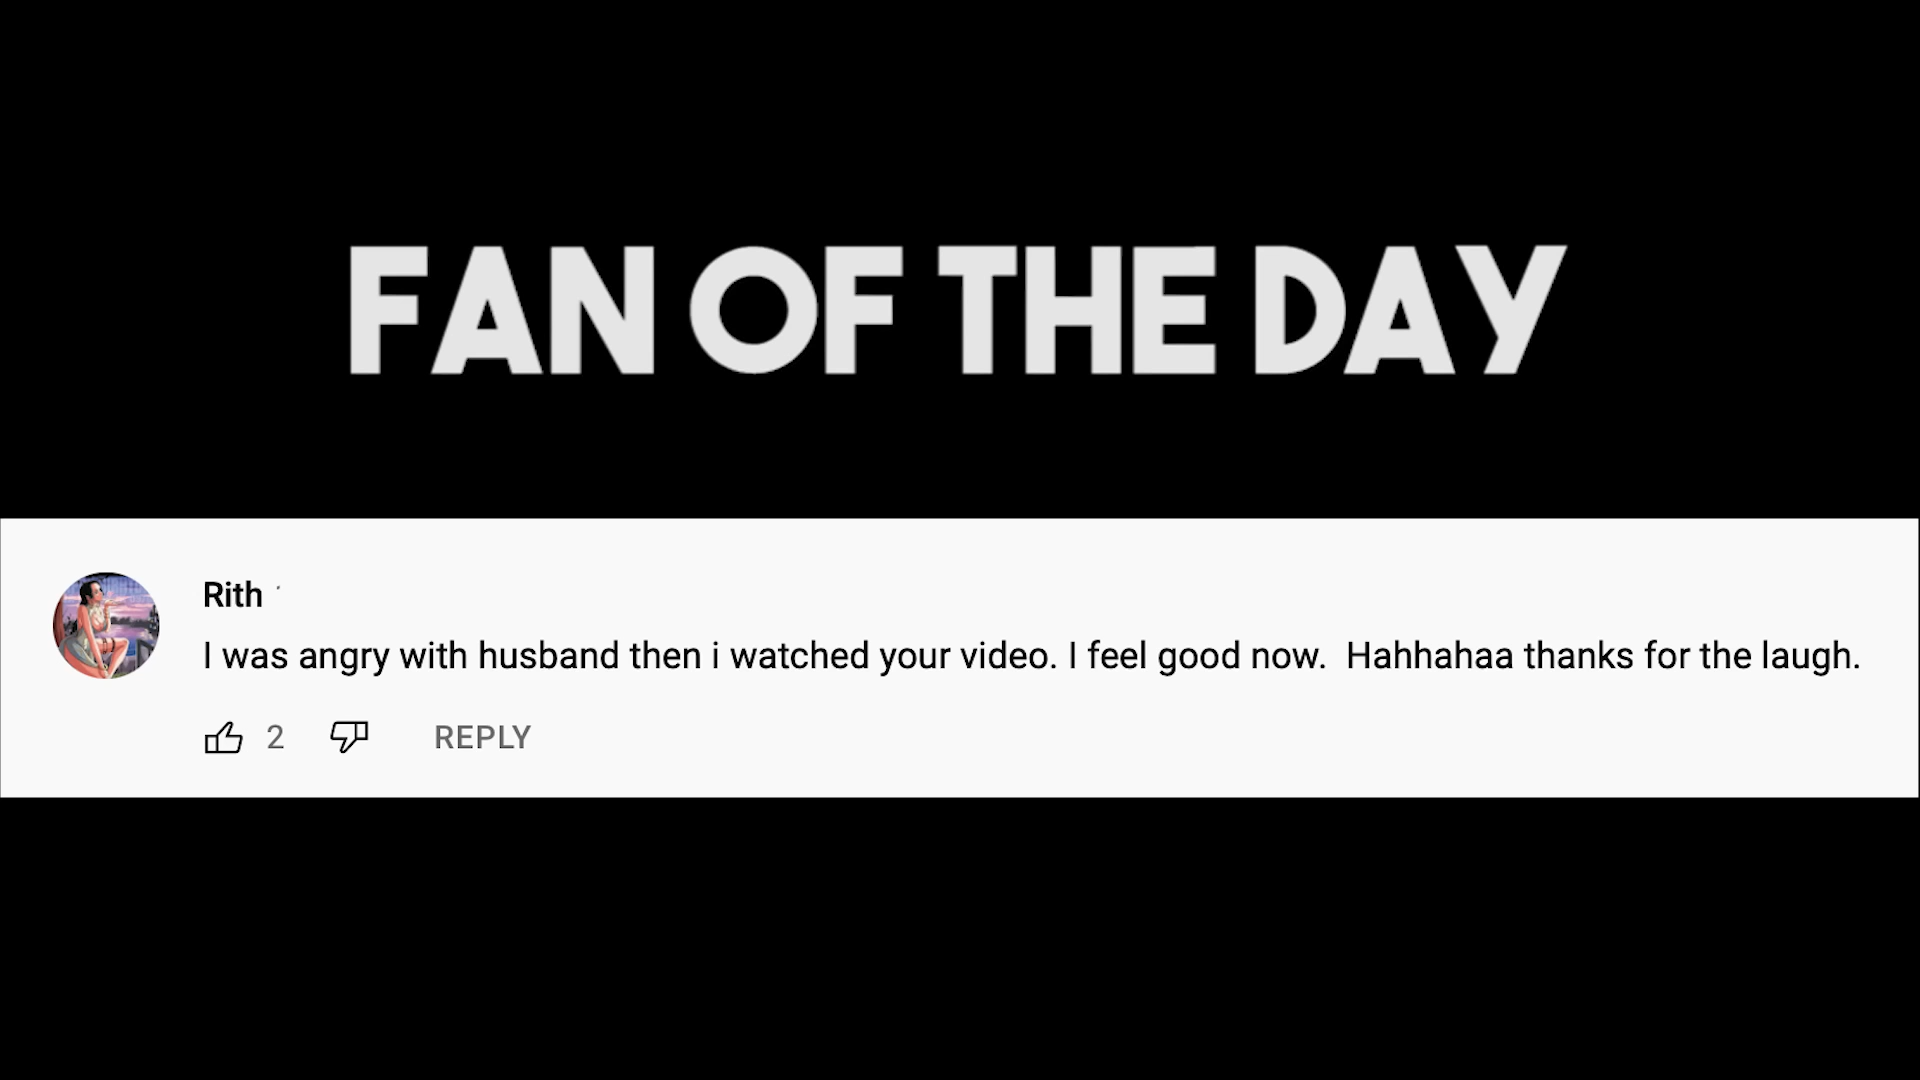 FAN OF THE DAY
Rith
I was angry with husband then i watched your video. I feel good now.  Hahhahaa thanks for the laugh.
2 REPLY